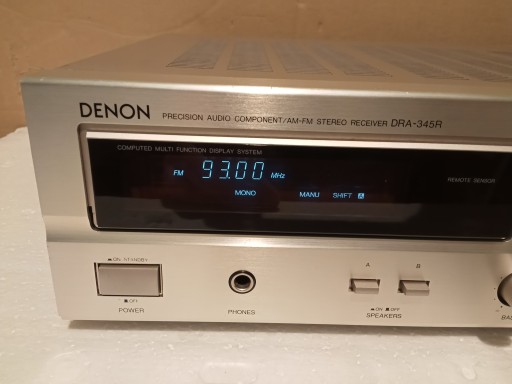 DENON PRECISION AUDIO COMPONENT/AM-FM STEREO RECEIVER DRA-345R
COMPUTED MULTI FUNCTION DISPLAY SYSTEM
FM 93.00 MHz
REMOTE SENSOR
MONO MANU SHIFT A
A B
ON /STANDBY
OFF
POWER
PHONES
ON OFF
SPEAKERS